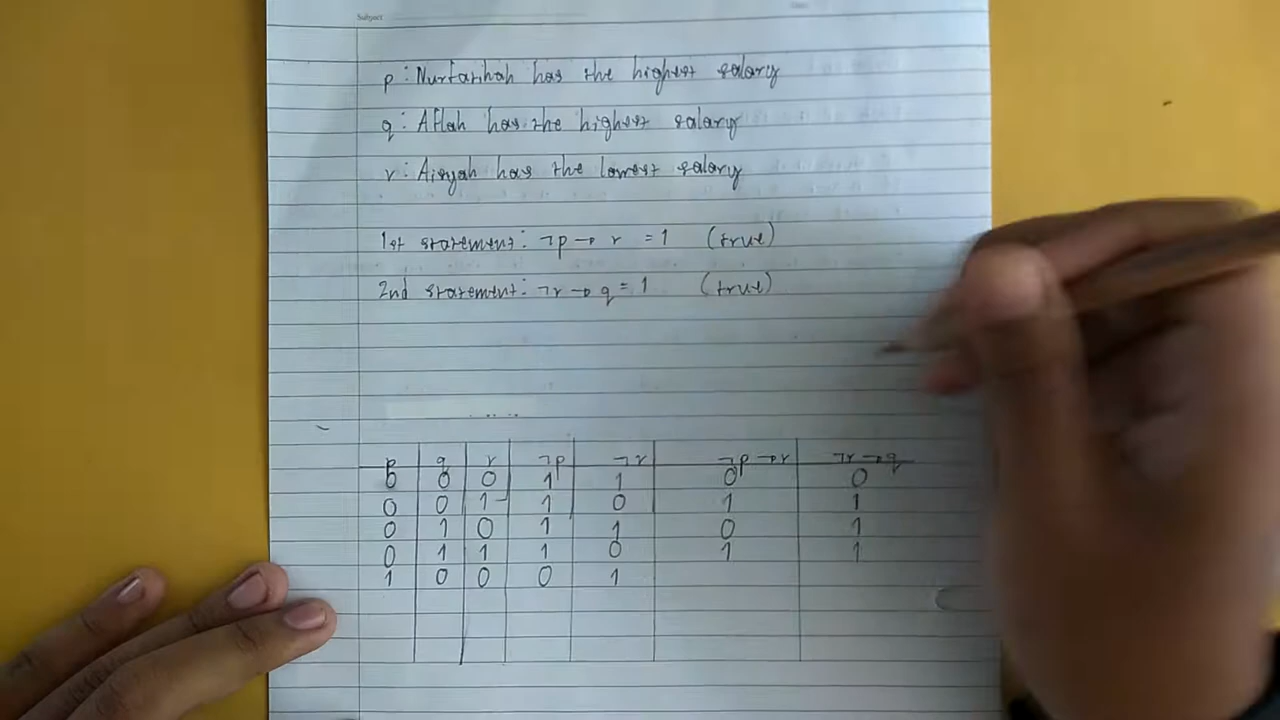 Subject
p : Nurfarihah has the highest salary
q : Aflah has the highest salary
r : Aisyah has the lowest salary
1st statement: ¬p → r = 1 (true)
2nd statement: ¬r → q = 1 (true)
p q r ¬p ¬r ¬p → r ¬r → q
0 0 0 1 1 0 0
0 0 1 1 0 1 1
0 1 0 1 1 0 1
0 1 1 1 0 1 1
1 0 0 0 1